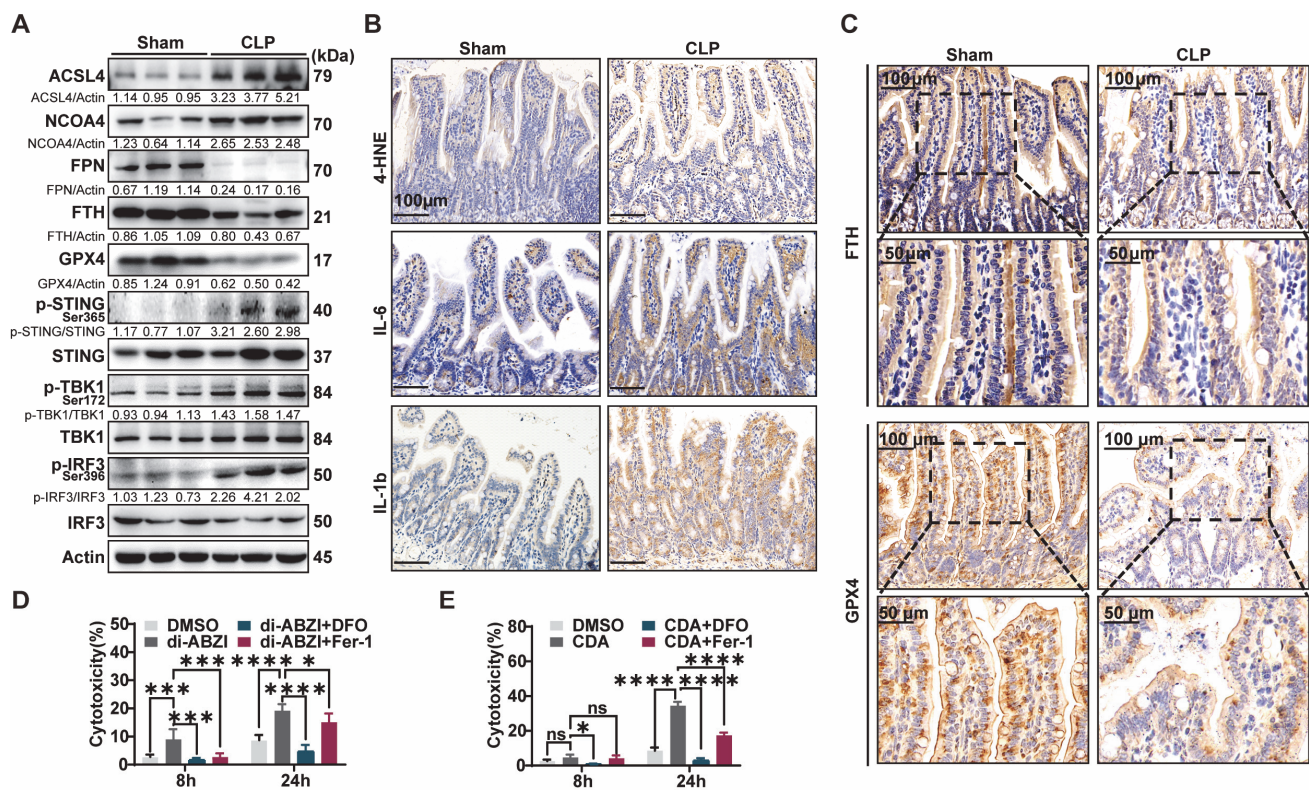 A
Sham CLP (kDa)
ACSL4 79
ACSL4/Actin 1.14 0.95 0.95 3.23 3.77 5.21
NCOA4 70
NCOA4/Actin 1.23 0.64 1.14 2.65 2.53 2.48
FPN 70
FPN/Actin 0.67 1.19 1.14 0.24 0.17 0.16
FTH 21
FTH/Actin 0.86 1.05 1.09 0.80 0.43 0.67
GPX4 17
GPX4/Actin 0.85 1.24 0.91 0.62 0.50 0.42
p-STING 40
Ser365
p-STING/STING 1.17 0.77 1.07 3.21 2.60 2.98
STING 37
p-TBK1 84
Ser172
p-TBK1/TBK1 0.93 0.94 1.13 1.43 1.58 1.47
TBK1 84
p-IRF3 50
Ser396
p-IRF3/IRF3 1.03 1.23 0.73 2.26 4.21 2.02
IRF3 50
Actin 45
B
Sham CLP
4-HNE
100μm
IL-6
IL-1b
C
Sham CLP
FTH
100μm 100μm
50μm 50μm
GPX4
100 μm 100 μm
50 μm 50 μm
D
Cytotoxicity(%)
50
40
30
20
10
0
DMSO di-ABZI+DFO
di-ABZI di-ABZI+Fer-1
*** **** *
*** ****
***
8h 24h
E
Cytotoxicity(%)
80
60
40
20
0
DMSO CDA+DFO
CDA CDA+Fer-1
****
**** ****
ns
ns *
8h 24h